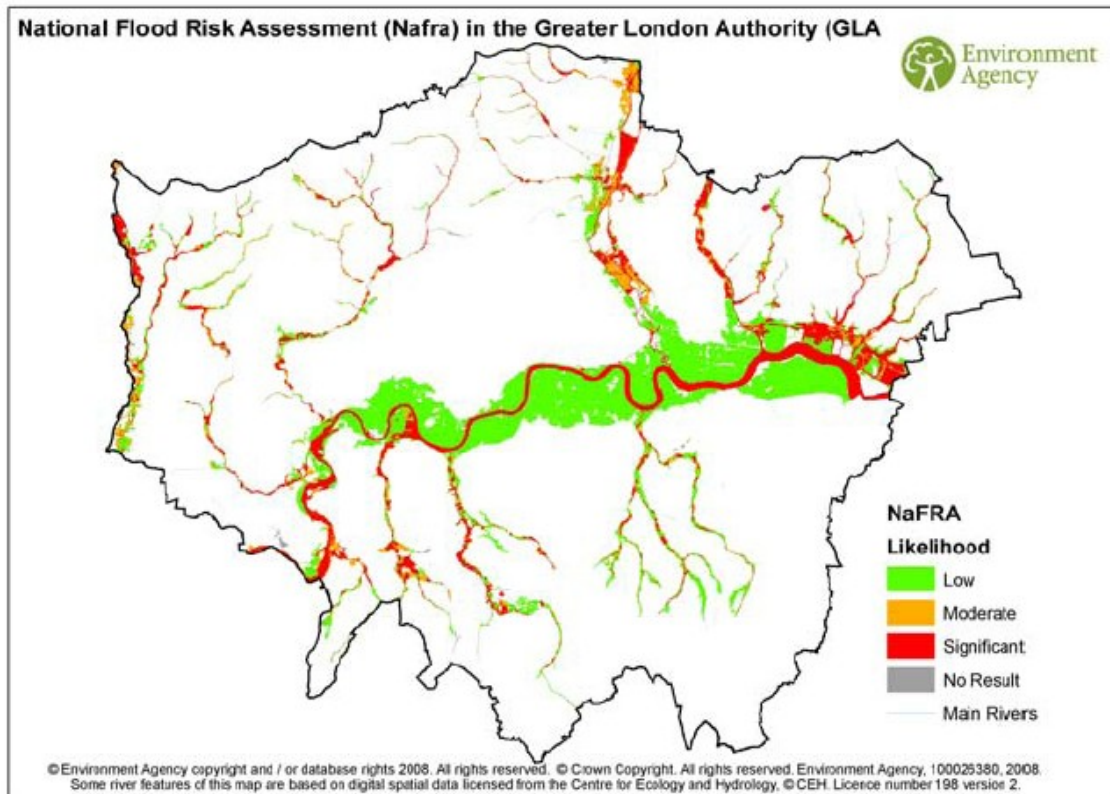 National Flood Risk Assessment (Nafra) in the Greater London Authority (GLA
Environment
Agency
NaFRA
Likelihood
Low
Moderate
Significant
No Result
Main Rivers
© Environment Agency copyright and / or database rights 2008. All rights reserved. © Crown Copyright. All rights reserved. Environment Agency, 100026380, 2008.
Some river features of this map are based on digital spatial data licensed from the Centre for Ecology and Hydrology, © CEH. Licence number 198 version 2.